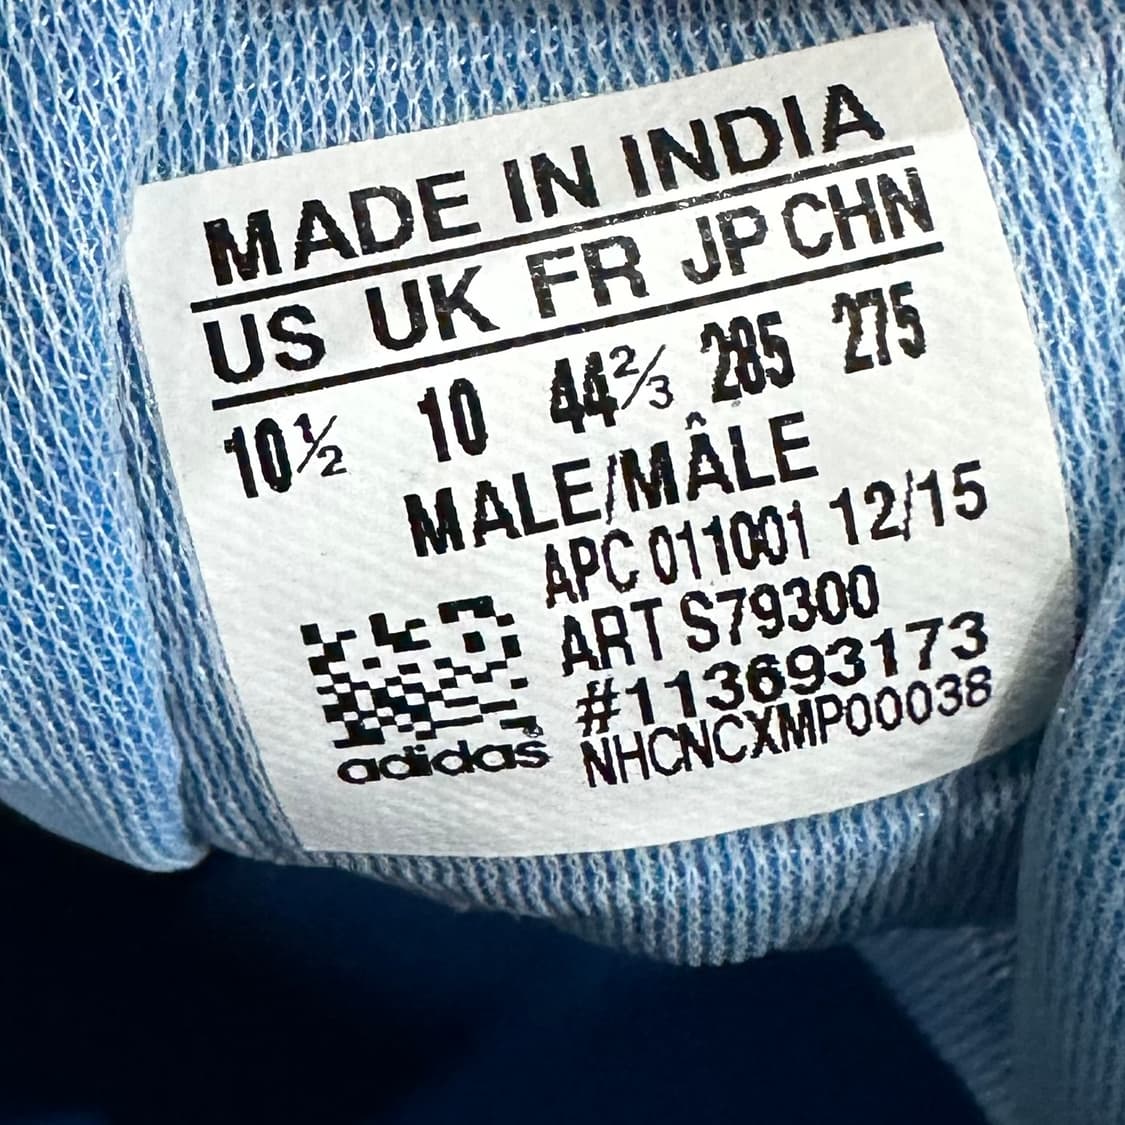 MADE IN INDIA
US UK FR JP CHN
10½ 10 44⅔ 285 275
MALE/MÂLE
APC 011001 12/15
ART S79300
#113693173
NHCNCXMP00038
adidas